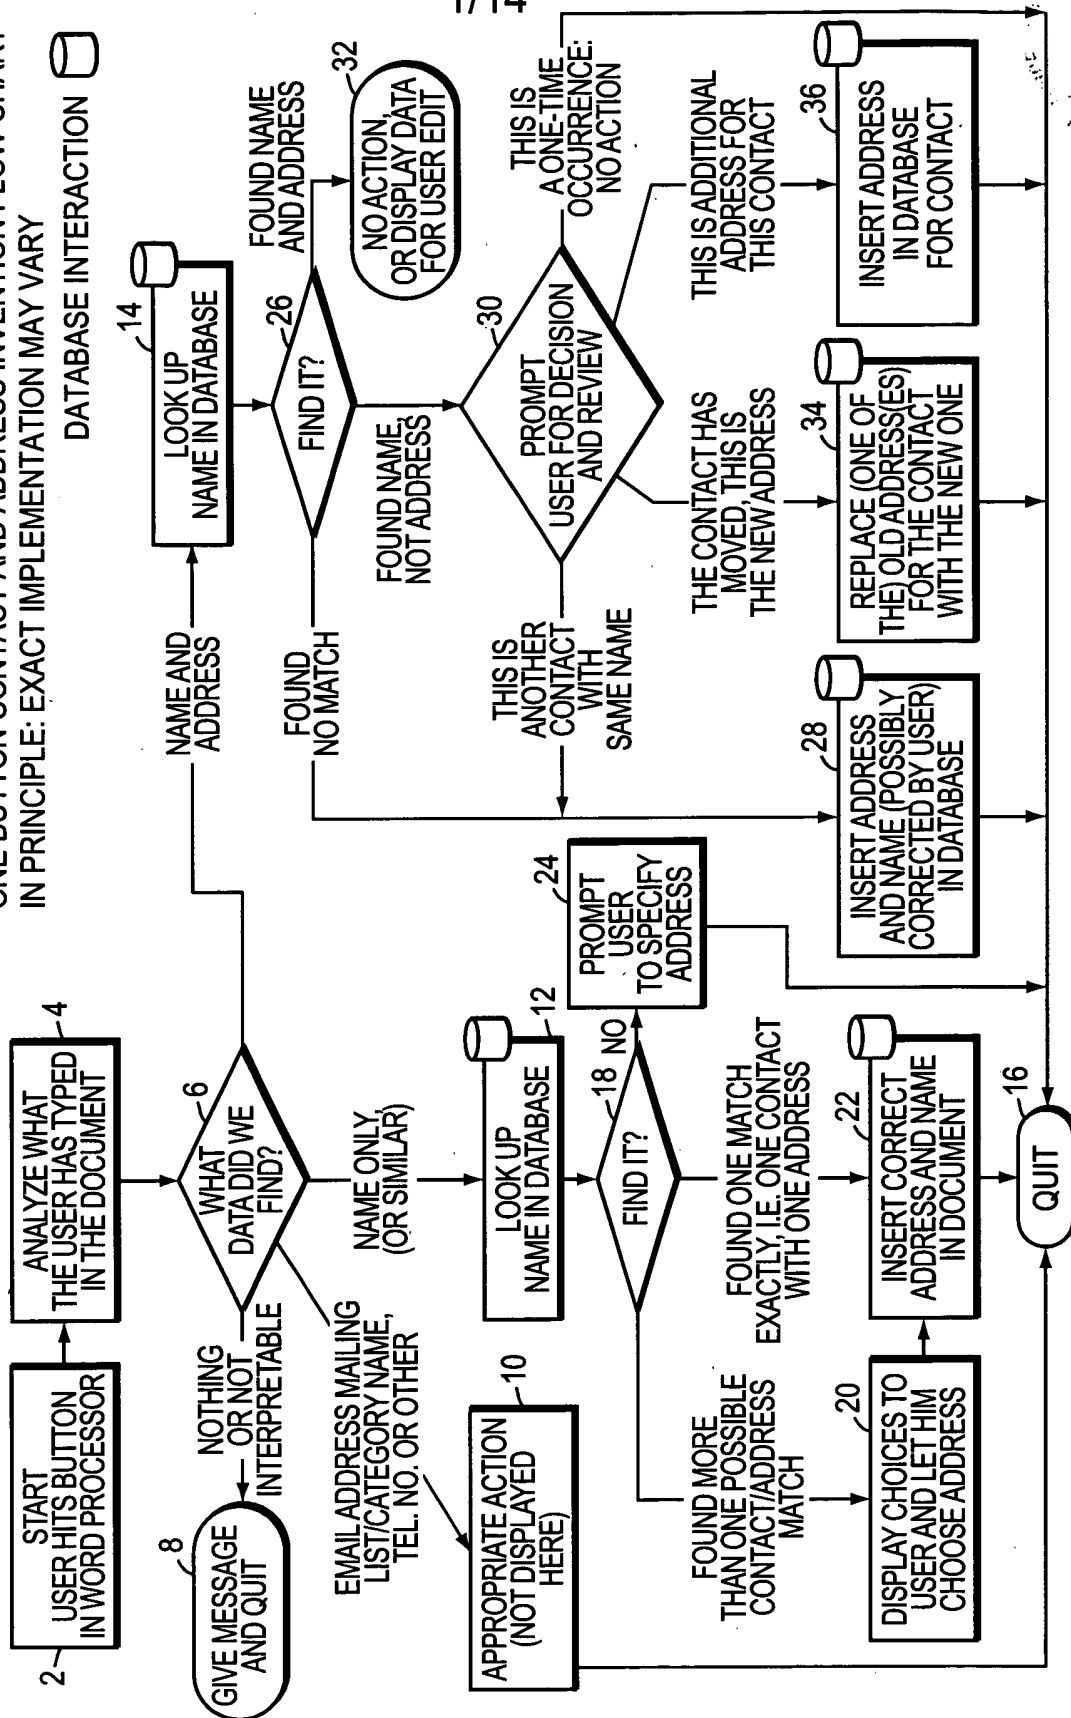 1/14
ONE BUTTON CONTACT AND ADDRESS INVENTION FLOW CHART
IN PRINCIPLE: EXACT IMPLEMENTATION MAY VARY
DATABASE INTERACTION
2
START
USER HITS BUTTON
IN WORD PROCESSOR
4
ANALYZE WHAT
THE USER HAS TYPED
IN THE DOCUMENT
6
WHAT
DATA DID WE
FIND?
NOTHING
OR NOT
INTERPRETABLE
8
GIVE MESSAGE
AND QUIT
EMAIL ADDRESS MAILING
LIST/CATEGORY NAME,
TEL. NO. OR OTHER
10
APPROPRIATE ACTION
(NOT DISPLAYED
HERE)
NAME ONLY,
(OR SIMILAR)
12
LOOK UP
NAME IN DATABASE
18
FIND IT?
NO
24
PROMPT
USER
TO SPECIFY
ADDRESS
FOUND MORE
THAN ONE POSSIBLE
CONTACT/ADDRESS
MATCH
FOUND ONE MATCH
EXACTLY, I.E. ONE CONTACT
WITH ONE ADDRESS
20
DISPLAY CHOICES TO
USER AND LET HIM
CHOOSE ADDRESS
22
INSERT CORRECT
ADDRESS AND NAME
IN DOCUMENT
16
QUIT
NAME AND
ADDRESS
14
LOOK UP
NAME IN DATABASE
26
FIND IT?
FOUND
NO MATCH
FOUND NAME,
NOT ADDRESS
FOUND NAME
AND ADDRESS
32
NO ACTION,
OR DISPLAY DATA
FOR USER EDIT
30
PROMPT
USER FOR DECISION
AND REVIEW
THIS IS
ANOTHER
CONTACT
WITH
SAME NAME
THE CONTACT HAS
MOVED, THIS IS
THE NEW ADDRESS
THIS IS ADDITIONAL
ADDRESS FOR
THIS CONTACT
THIS IS
A ONE-TIME
OCCURRENCE:
NO ACTION
28
INSERT ADDRESS
AND NAME (POSSIBLY
CORRECTED BY USER)
IN DATABASE
34
REPLACE (ONE OF
THE) OLD ADDRESS(ES)
FOR THE CONTACT
WITH THE NEW ONE
36
INSERT ADDRESS
IN DATABASE
FOR CONTACT